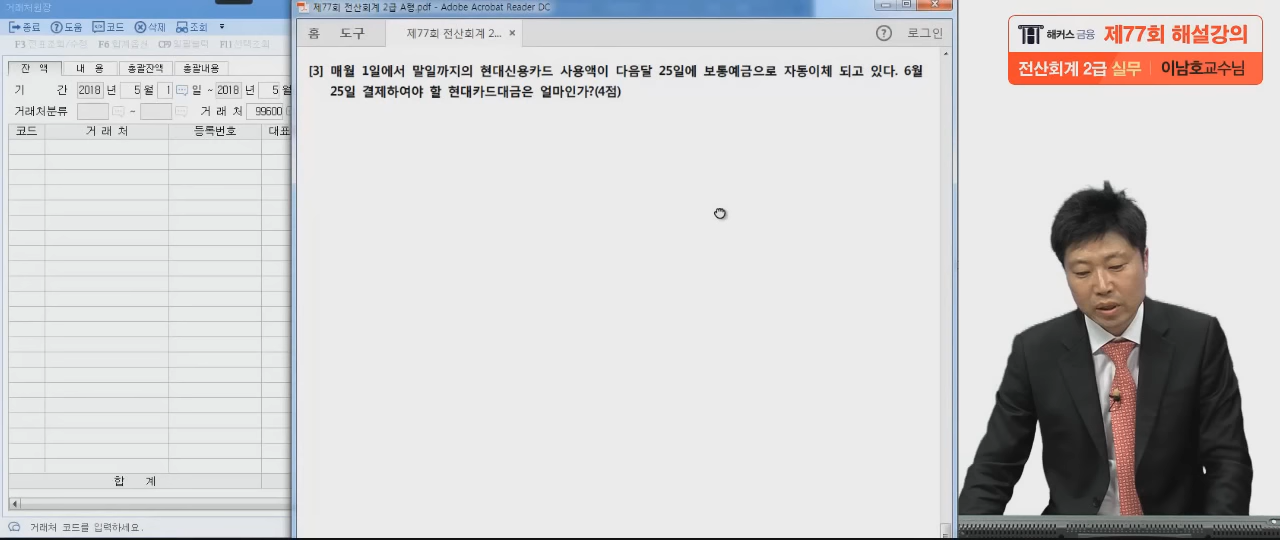 거래처원장
종료 도움 코드 삭제 조회
F3 전표조회/수정 F6 합계옵션 CF9 일괄출력 F11 간략조회
잔 액 내 용 총괄잔액 총괄내용
기 간 2018 년 5 월 1 일 ~ 2018 년 5 월
거래처분류 - 거 래 처 99600
코드 거 래 처 등록번호 대표
합 계
거래처 코드를 입력하세요.
제77회 전산회계 2급 A형.pdf - Adobe Acrobat Reader DC
홈 도구 제77회 전산회계 2... × ? 로그인
[3] 매월 1일에서 말일까지의 현대신용카드 사용액이 다음달 25일에 보통예금으로 자동이체 되고 있다. 6월
25일 결제하여야 할 현대카드대금은 얼마인가?(4점)
해커스 금융 제77회 해설강의
전산회계 2급 실무 | 이남호교수님